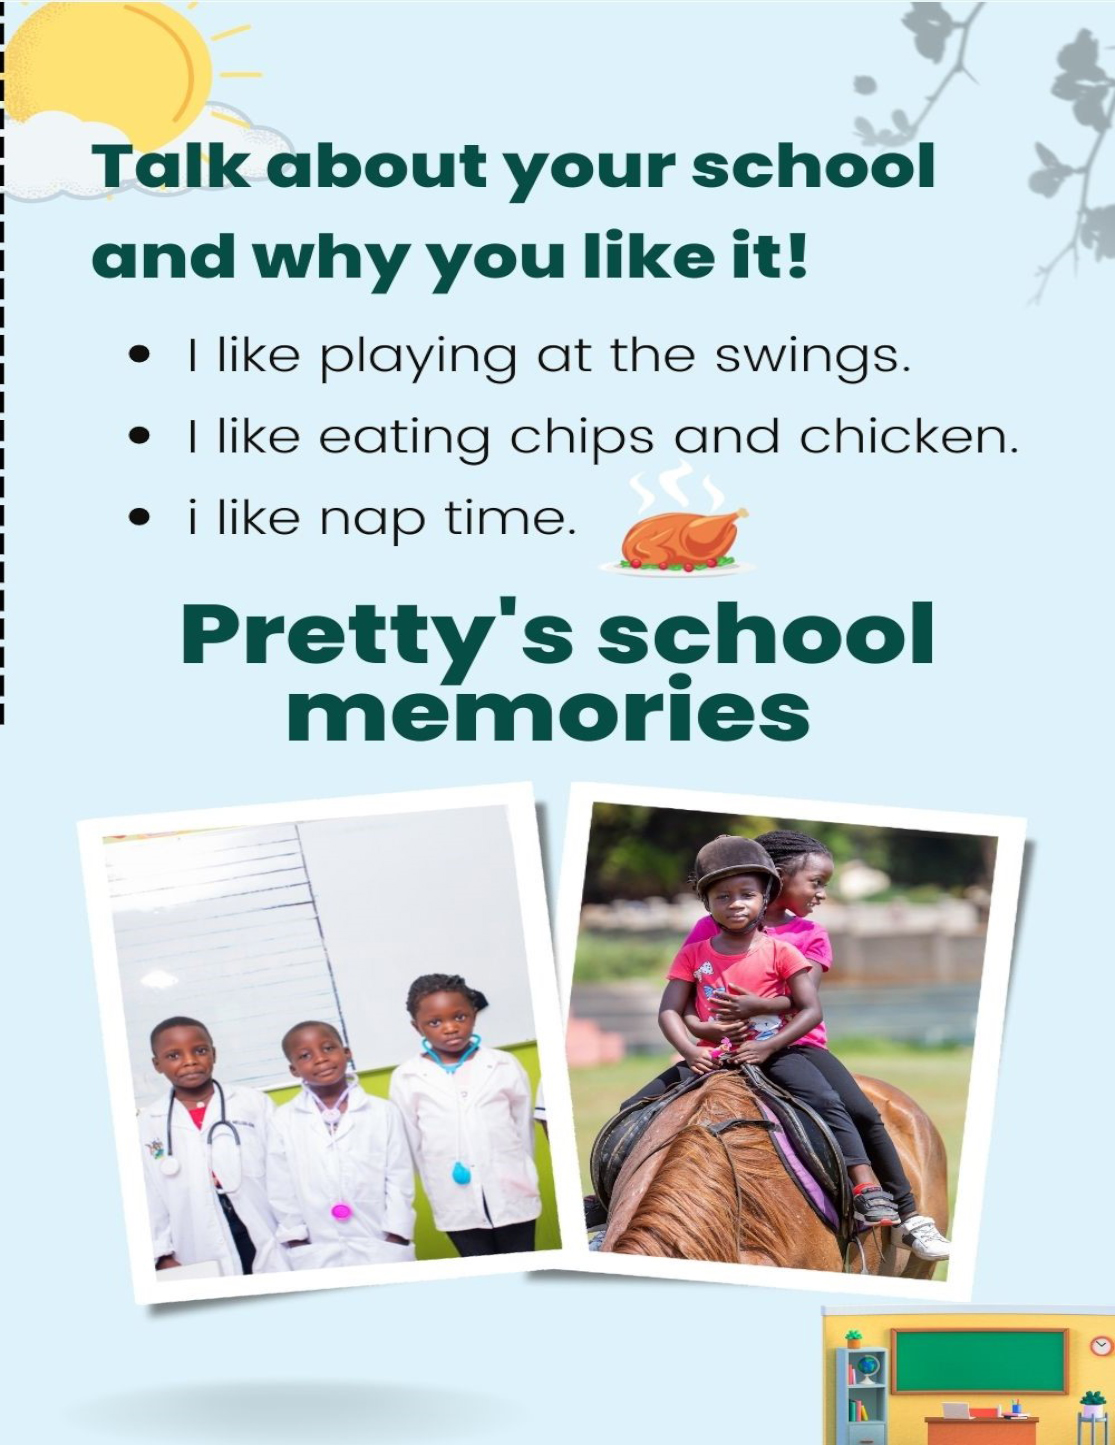 Talk about your school
and why you like it!
• I like playing at the swings.
• I like eating chips and chicken.
• i like nap time.
Pretty's school
memories